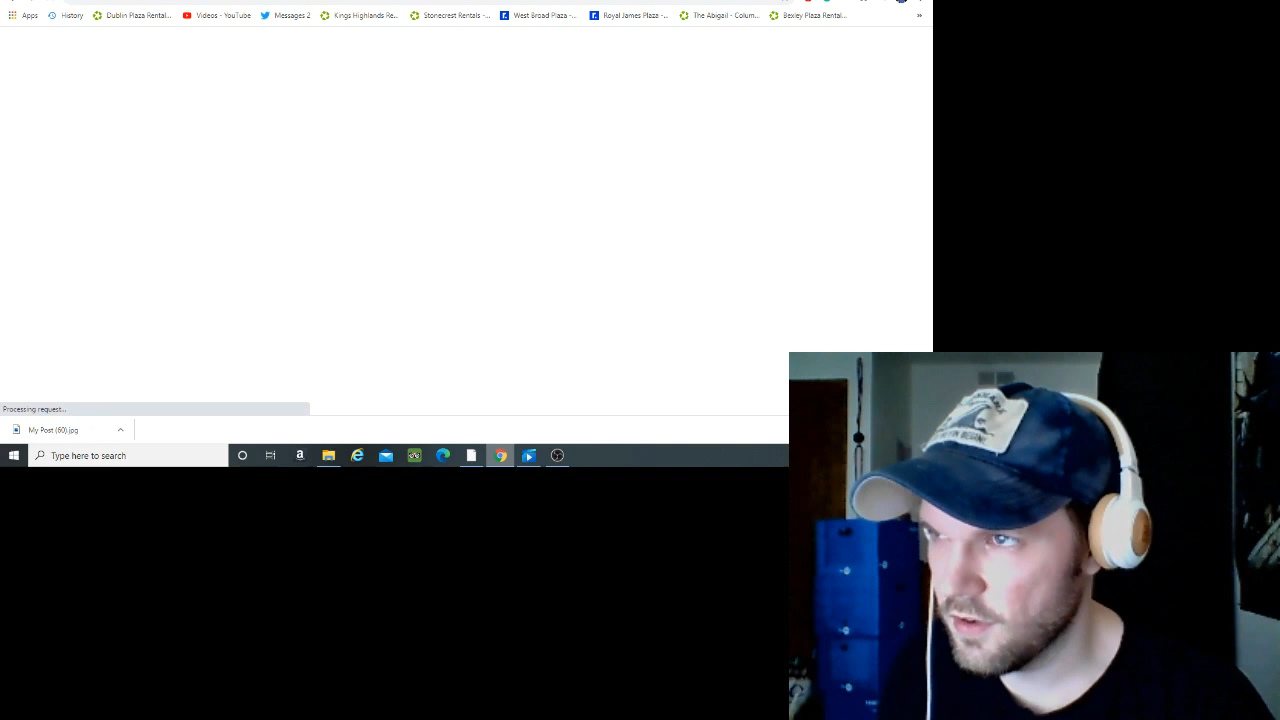 Apps History Dublin Plaza Rental... Videos - YouTube Messages 2 Kings Highlands Re... Stonecrest Rentals -... West Broad Plaza -... Royal James Plaza -... The Abigail - Colum... Bexley Plaza Rental... »
Processing request...
My Post (60).jpg
Type here to search